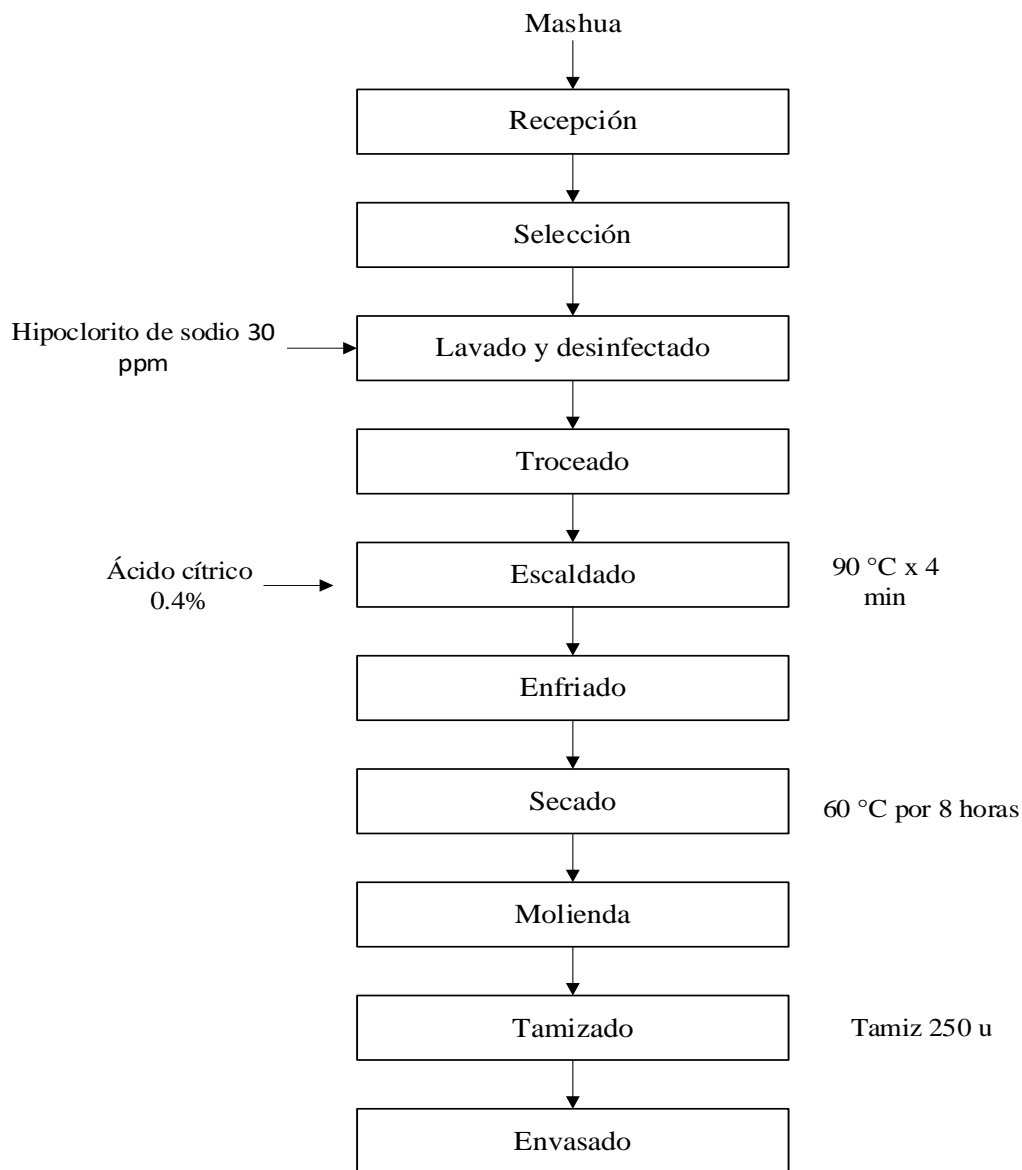 Mashua
Recepción
Selección
Hipoclorito de sodio 30
ppm
Lavado y desinfectado
Troceado
Ácido cítrico
0.4%
Escaldado
90 °C x 4
min
Enfriado
Secado
60 °C por 8 horas
Molienda
Tamizado
Tamiz 250 u
Envasado